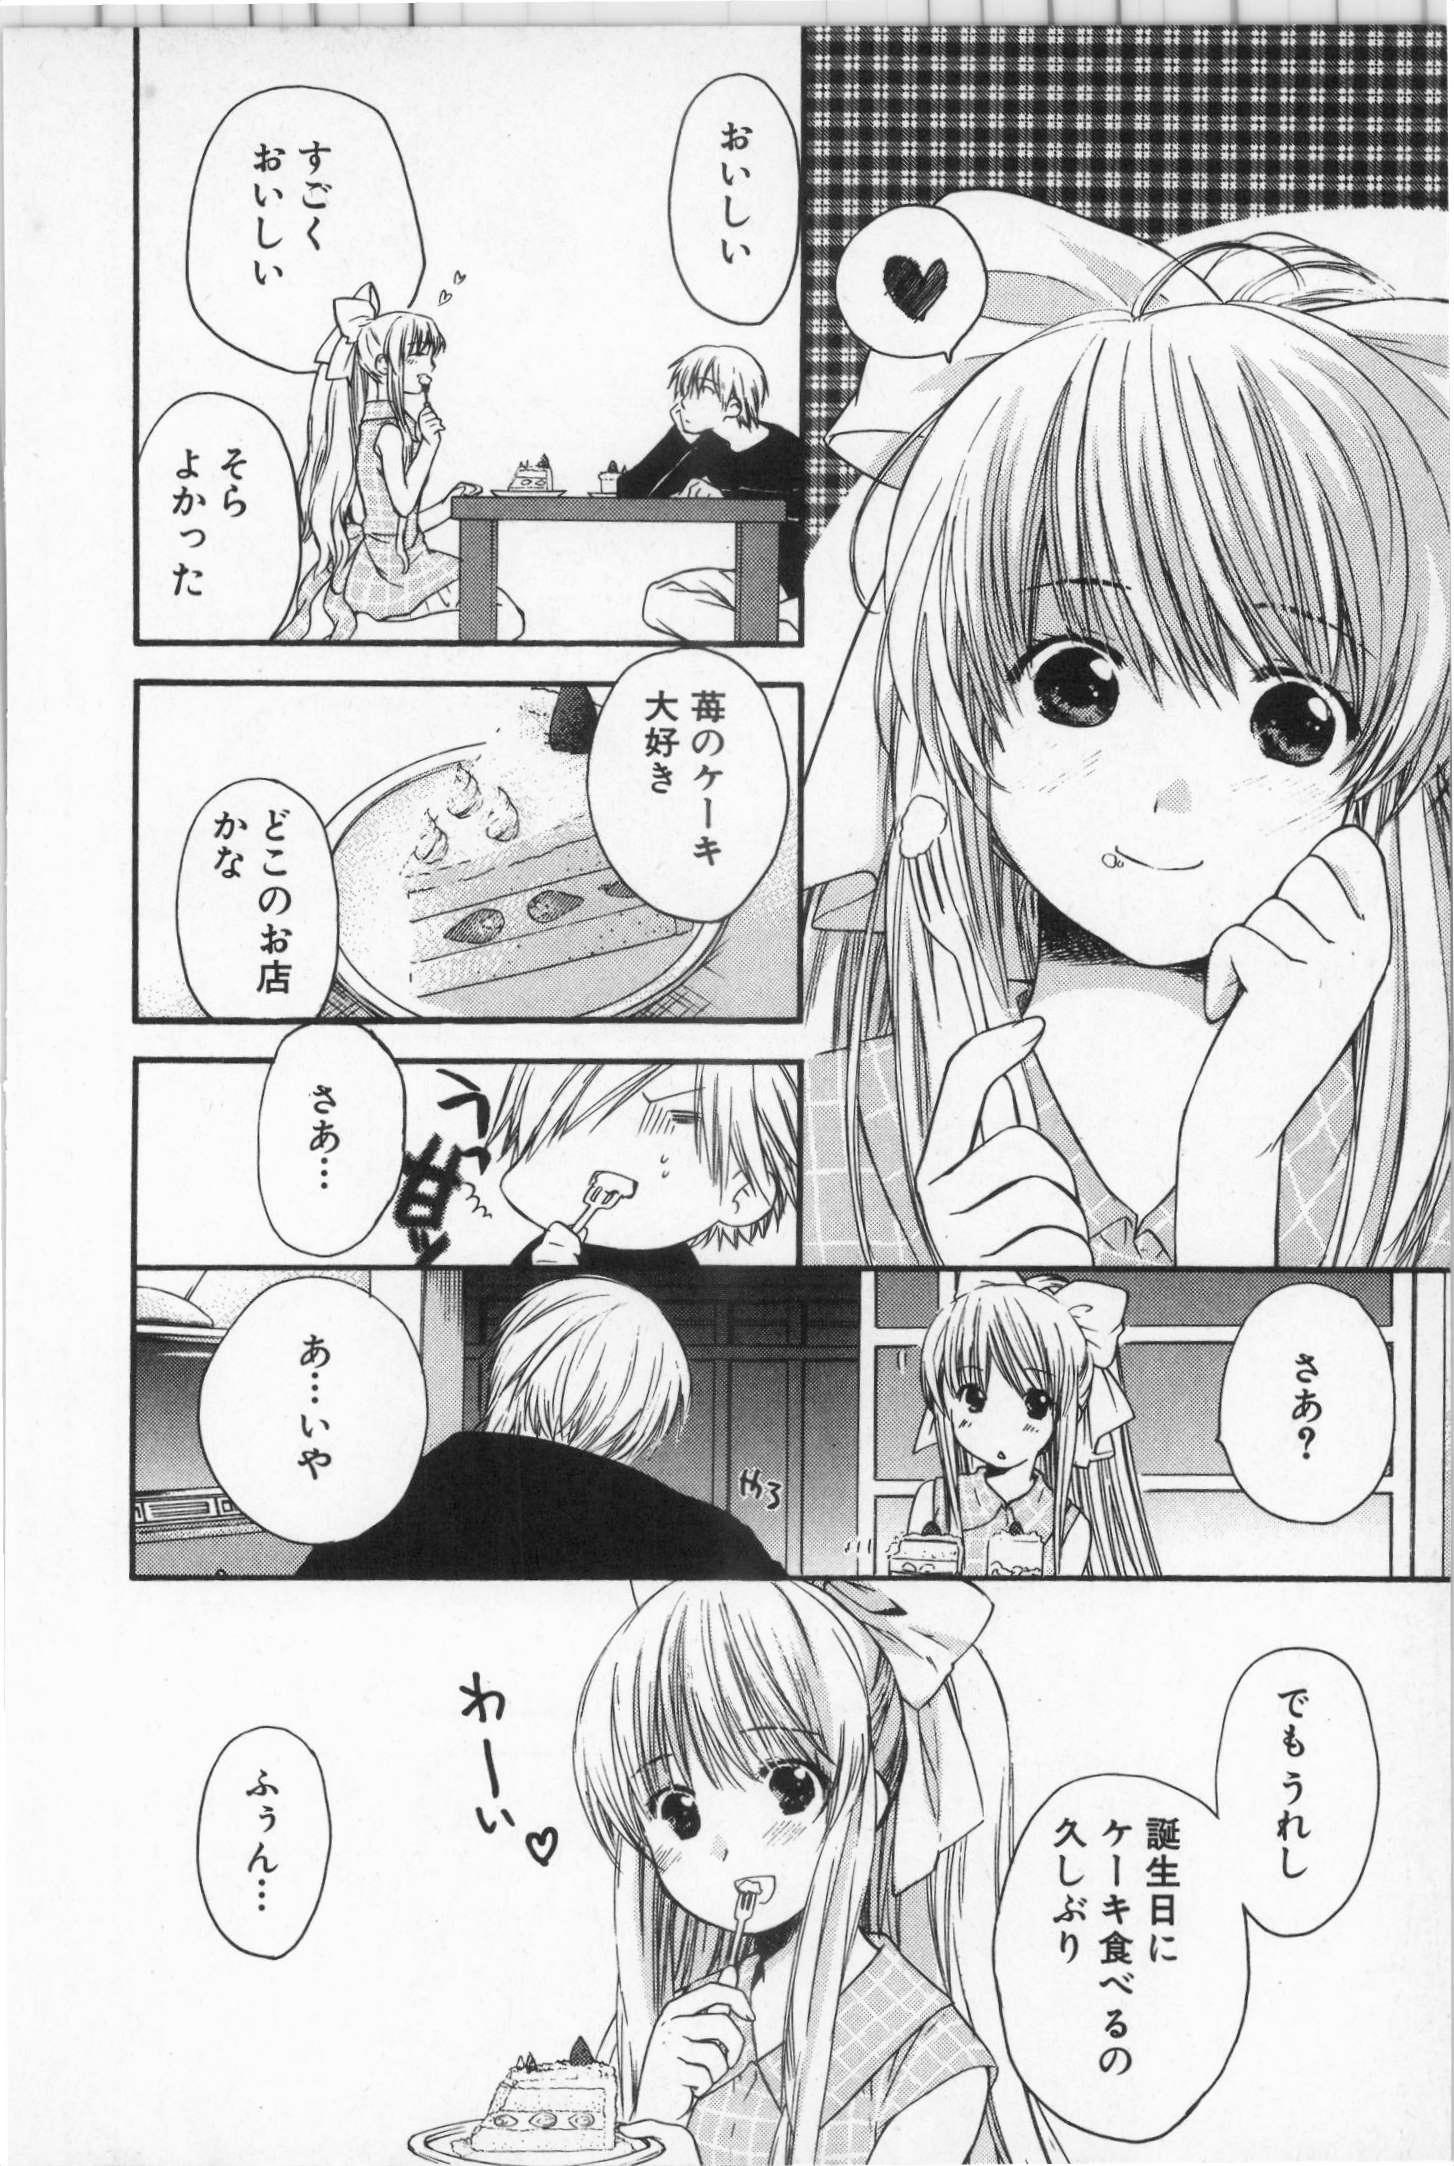 おいしい
すごく
おいしい
そら
よかった
苺のケーキ
大好き
どこのお店
かな
うっ
甘
さあ…
さあ?
あ…いや
でもうれし
誕生日に
ケーキ食べるの
久しぶり
わーい♡
ふぅん…